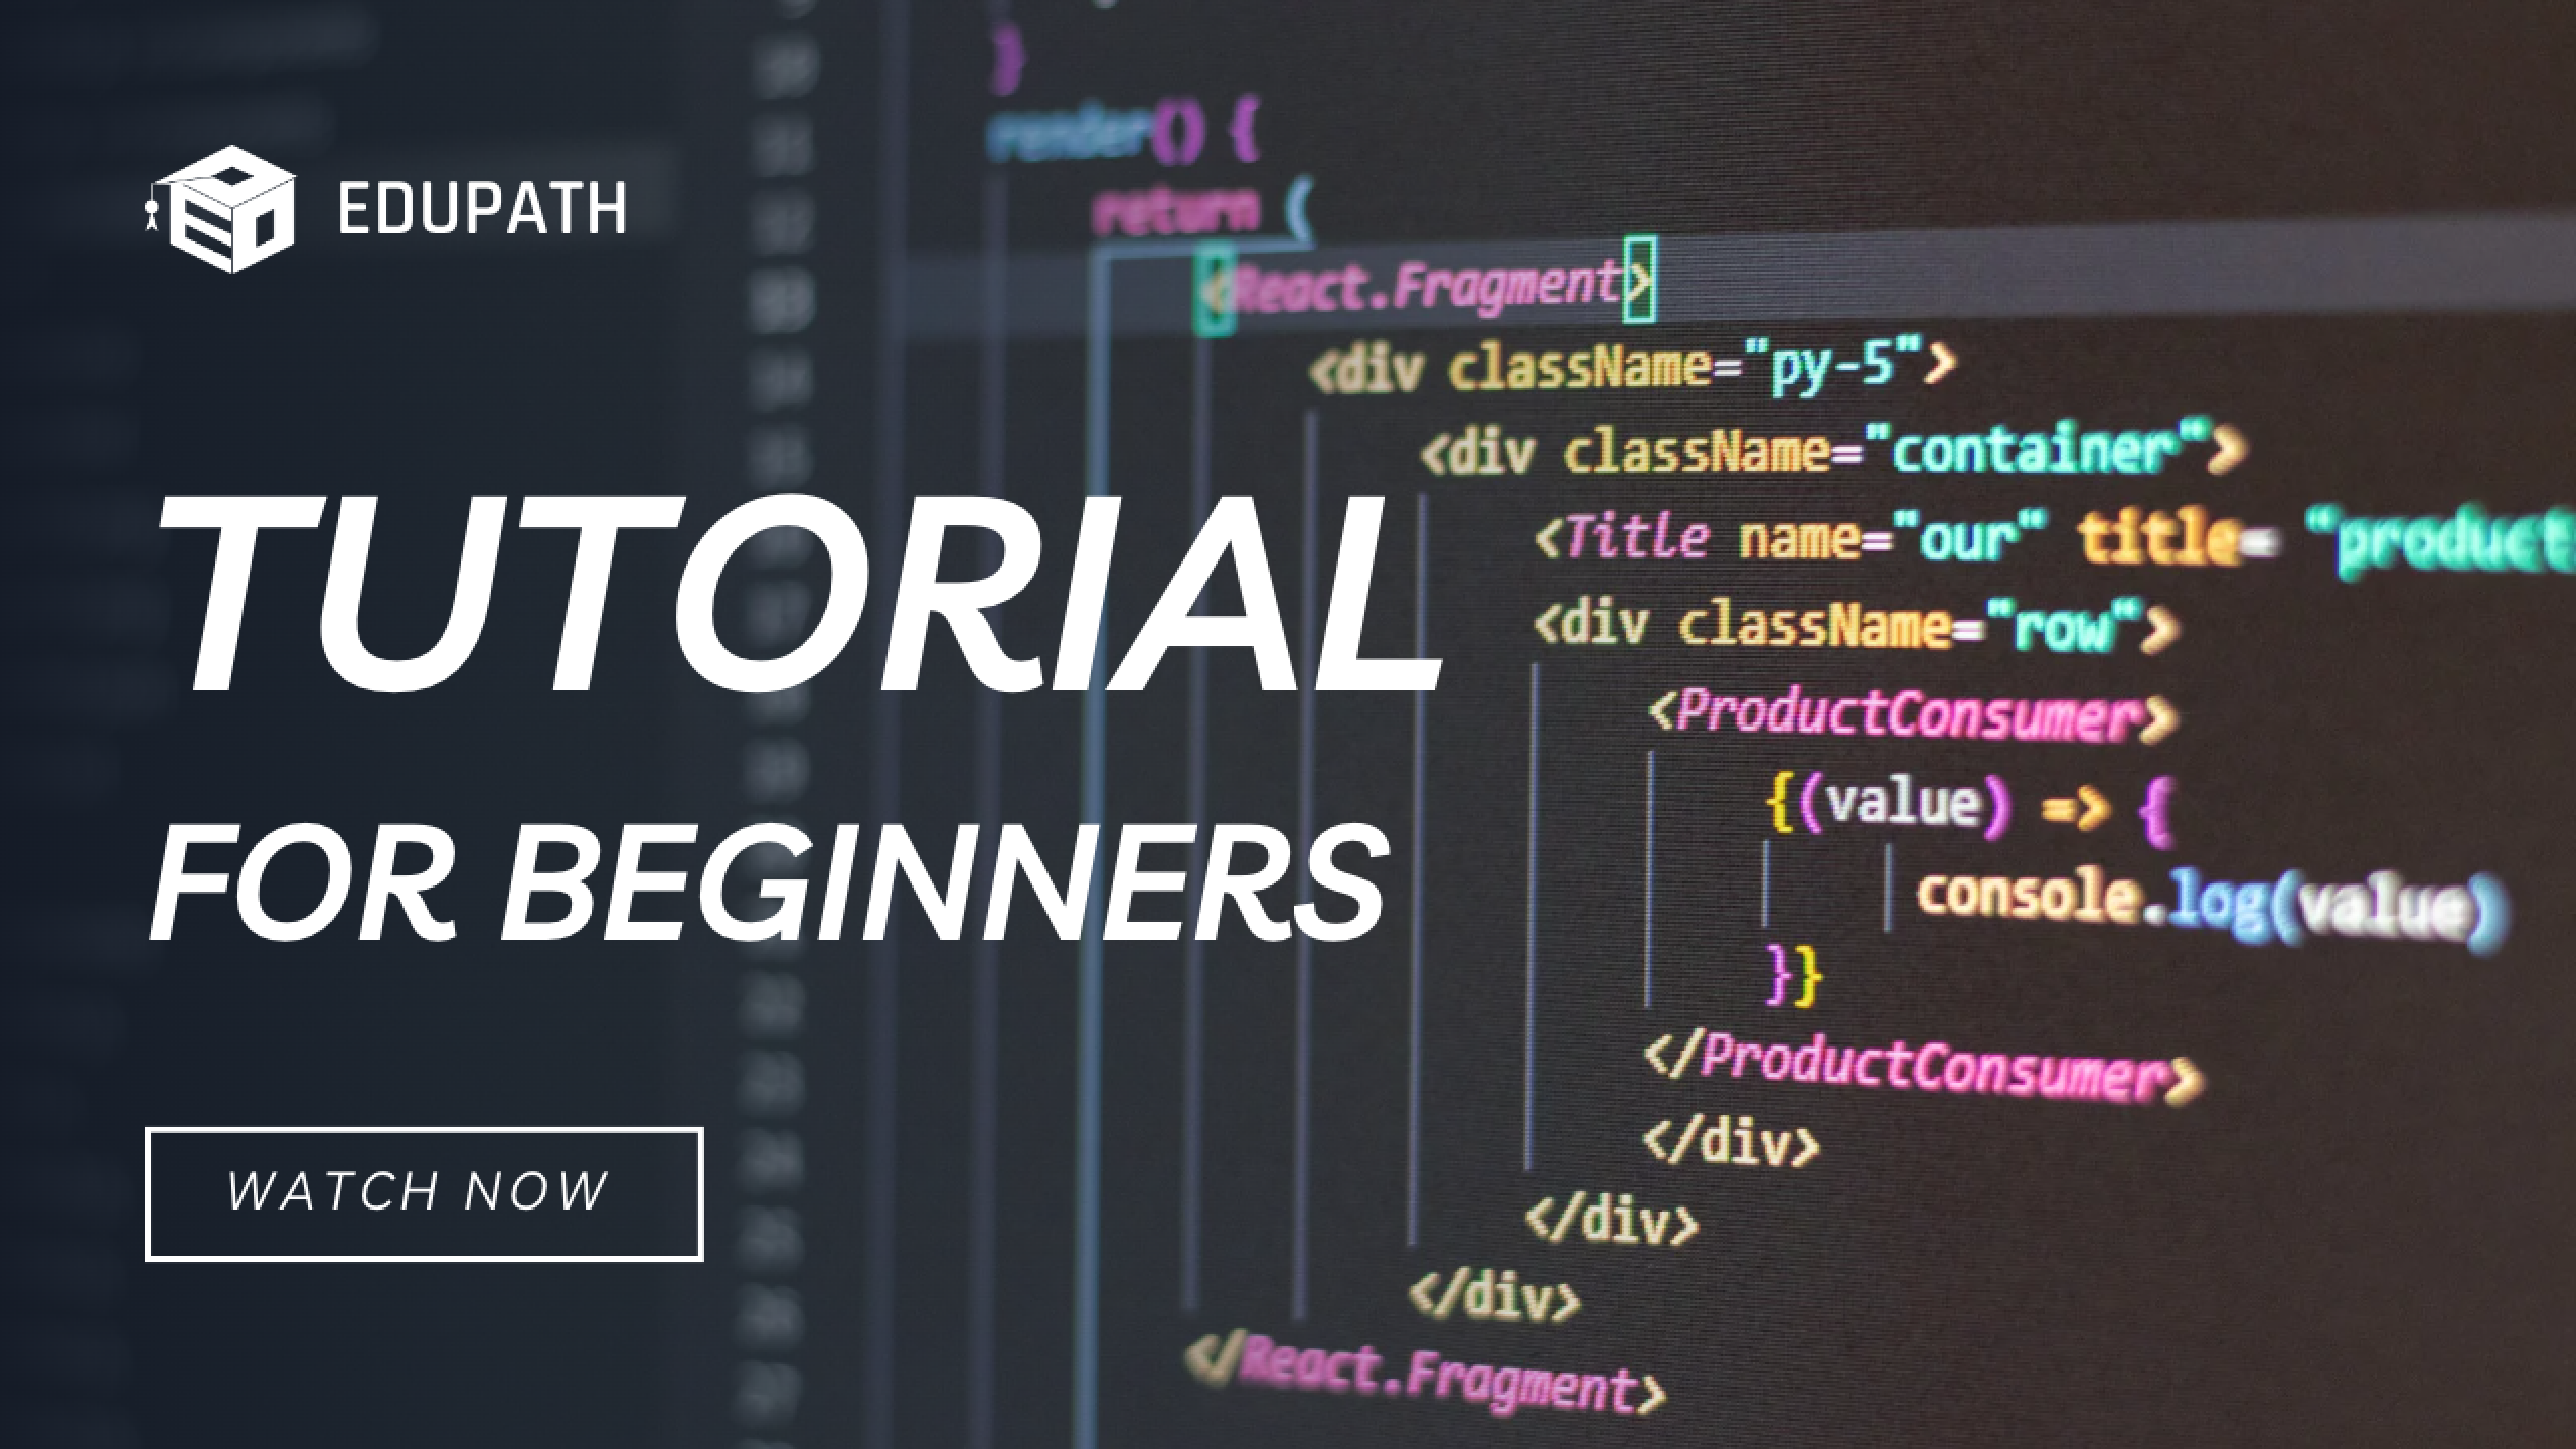 EDUPATH
TUTORIAL
FOR BEGINNERS
WATCH NOW
}
render() {
return (
<React.Fragment>
<div className="py-5">
<div className="container">
<Title name="our" title= "product
<div className="row">
<ProductConsumer>
{(value) => {
console.log(value)
}}
</ProductConsumer>
</div>
</div>
</div>
</React.Fragment>